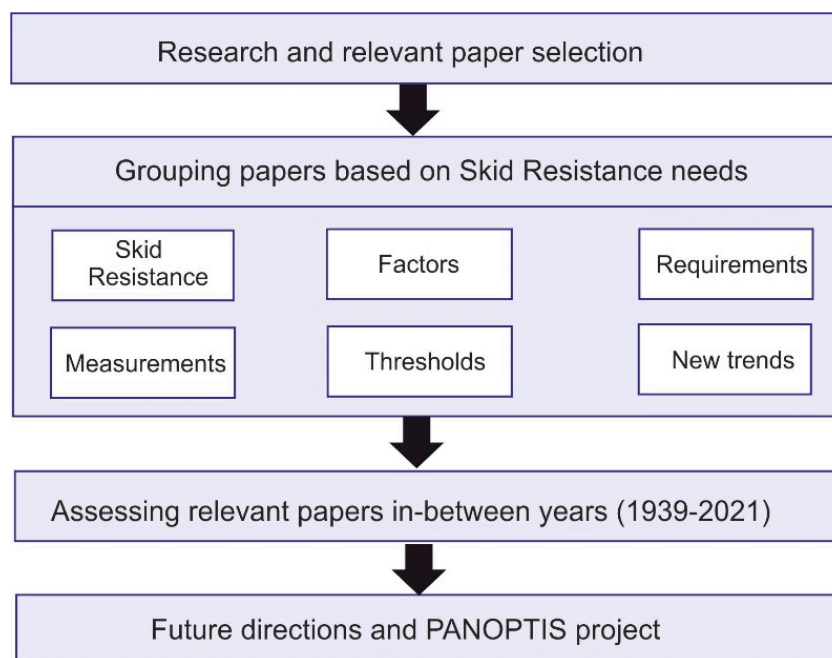 Research and relevant paper selection
Grouping papers based on Skid Resistance needs
Skid
Resistance
Factors
Requirements
Measurements
Thresholds
New trends
Assessing relevant papers in-between years (1939-2021)
Future directions and PANOPTIS project